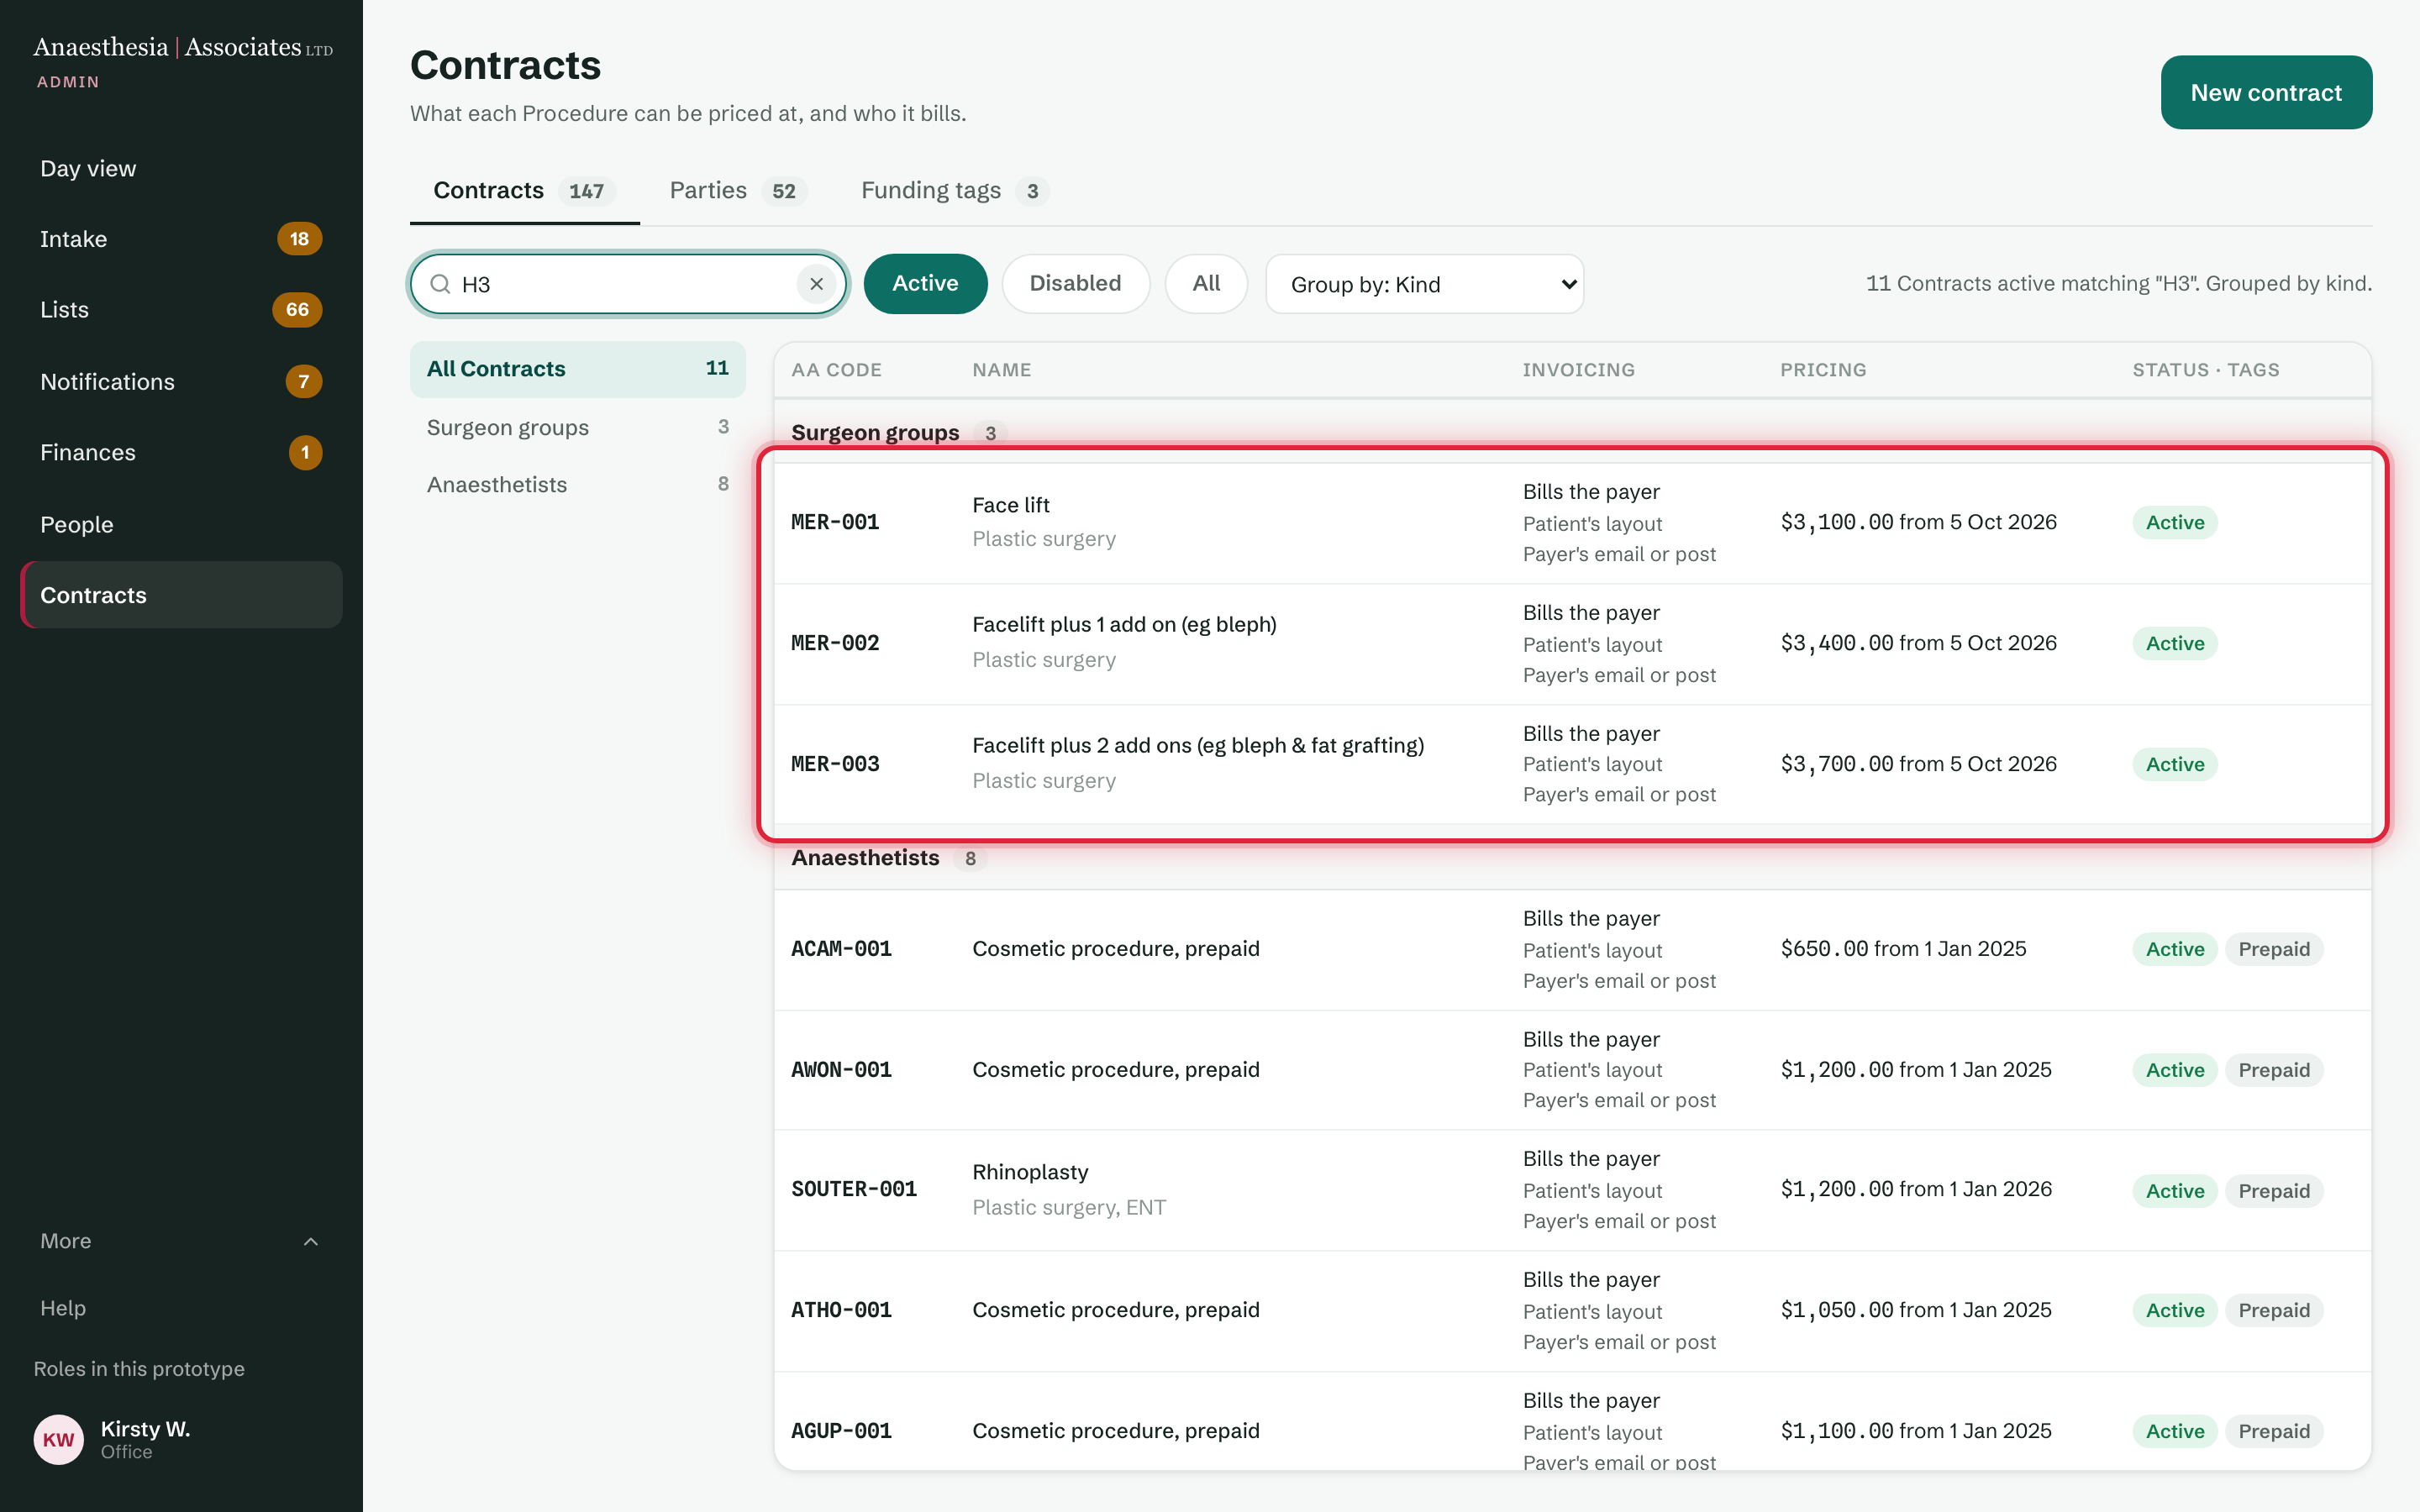 Anaesthesia | Associates LTD
ADMIN
Day view
Intake 18
Lists 66
Notifications 7
Finances 1
People
Contracts
More
Help
Roles in this prototype
KW
Kirsty W.
Office
Contracts
What each Procedure can be priced at, and who it bills.
New contract
Contracts 147 Parties 52 Funding tags 3
H3
Active Disabled All Group by: Kind
11 Contracts active matching "H3". Grouped by kind.
All Contracts 11
Surgeon groups 3
Anaesthetists 8
AA CODE NAME INVOICING PRICING STATUS · TAGS
Surgeon groups 3
MER-001
Face lift
Plastic surgery
Bills the payer
Patient's layout
Payer's email or post
$3,100.00 from 5 Oct 2026
Active
MER-002
Facelift plus 1 add on (eg bleph)
Plastic surgery
Bills the payer
Patient's layout
Payer's email or post
$3,400.00 from 5 Oct 2026
Active
MER-003
Facelift plus 2 add ons (eg bleph & fat grafting)
Plastic surgery
Bills the payer
Patient's layout
Payer's email or post
$3,700.00 from 5 Oct 2026
Active
Anaesthetists 8
ACAM-001
Cosmetic procedure, prepaid
Bills the payer
Patient's layout
Payer's email or post
$650.00 from 1 Jan 2025
Active Prepaid
AWON-001
Cosmetic procedure, prepaid
Bills the payer
Patient's layout
Payer's email or post
$1,200.00 from 1 Jan 2025
Active Prepaid
SOUTER-001
Rhinoplasty
Plastic surgery, ENT
Bills the payer
Patient's layout
Payer's email or post
$1,200.00 from 1 Jan 2026
Active Prepaid
ATHO-001
Cosmetic procedure, prepaid
Bills the payer
Patient's layout
Payer's email or post
$1,050.00 from 1 Jan 2025
Active Prepaid
AGUP-001
Cosmetic procedure, prepaid
Bills the payer
Patient's layout
Payer's email or post
$1,100.00 from 1 Jan 2025
Active Prepaid